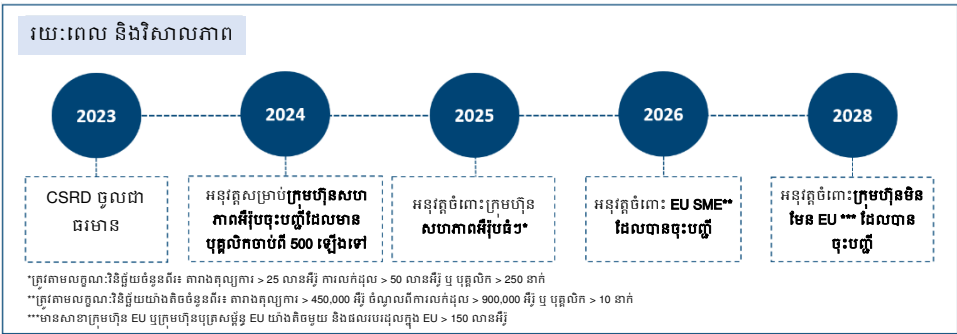 រយៈពេល និងវិសាលភាព
2023
2024
2025
2026
2028
CSRD ចូលជា
ធរមាន
អនុវត្តសម្រាប់ក្រុមហ៊ុនសហ
ភាពអឺរ៉ុបចុះបញ្ជីដែលមាន
បុគ្គលិកចាប់ពី 500 ឡើងទៅ
អនុវត្តចំពោះក្រុមហ៊ុន
សហភាពអឺរ៉ុបធំៗ*
អនុវត្តចំពោះ EU SME**
ដែលបានចុះបញ្ជី
អនុវត្តចំពោះក្រុមហ៊ុនមិន
មែន EU *** ដែលបាន
ចុះបញ្ជី
*ត្រូវតាមលក្ខណៈវិនិច្ឆ័យចំនួនពីរ៖ តារាងតុល្យការ > 25 លានអឺរ៉ូ ការលក់ដុល > 50 លានអឺរ៉ូ ឬ បុគ្គលិក > 250 នាក់
**ត្រូវតាមលក្ខណៈវិនិច្ឆ័យយ៉ាងតិចចំនួនពីរ៖ តារាងតុល្យការ > 450,000 អឺរ៉ូ ចំណូលពីការលក់ដុល > 900,000 អឺរ៉ូ ឬ បុគ្គលិក > 10 នាក់
***មានសាខាក្រុមហ៊ុន EU ឬក្រុមហ៊ុនបុត្រសម្ព័ន្ធ EU យ៉ាងតិចមួយ និងផលរបរដុលក្នុង EU > 150 លានអឺរ៉ូ